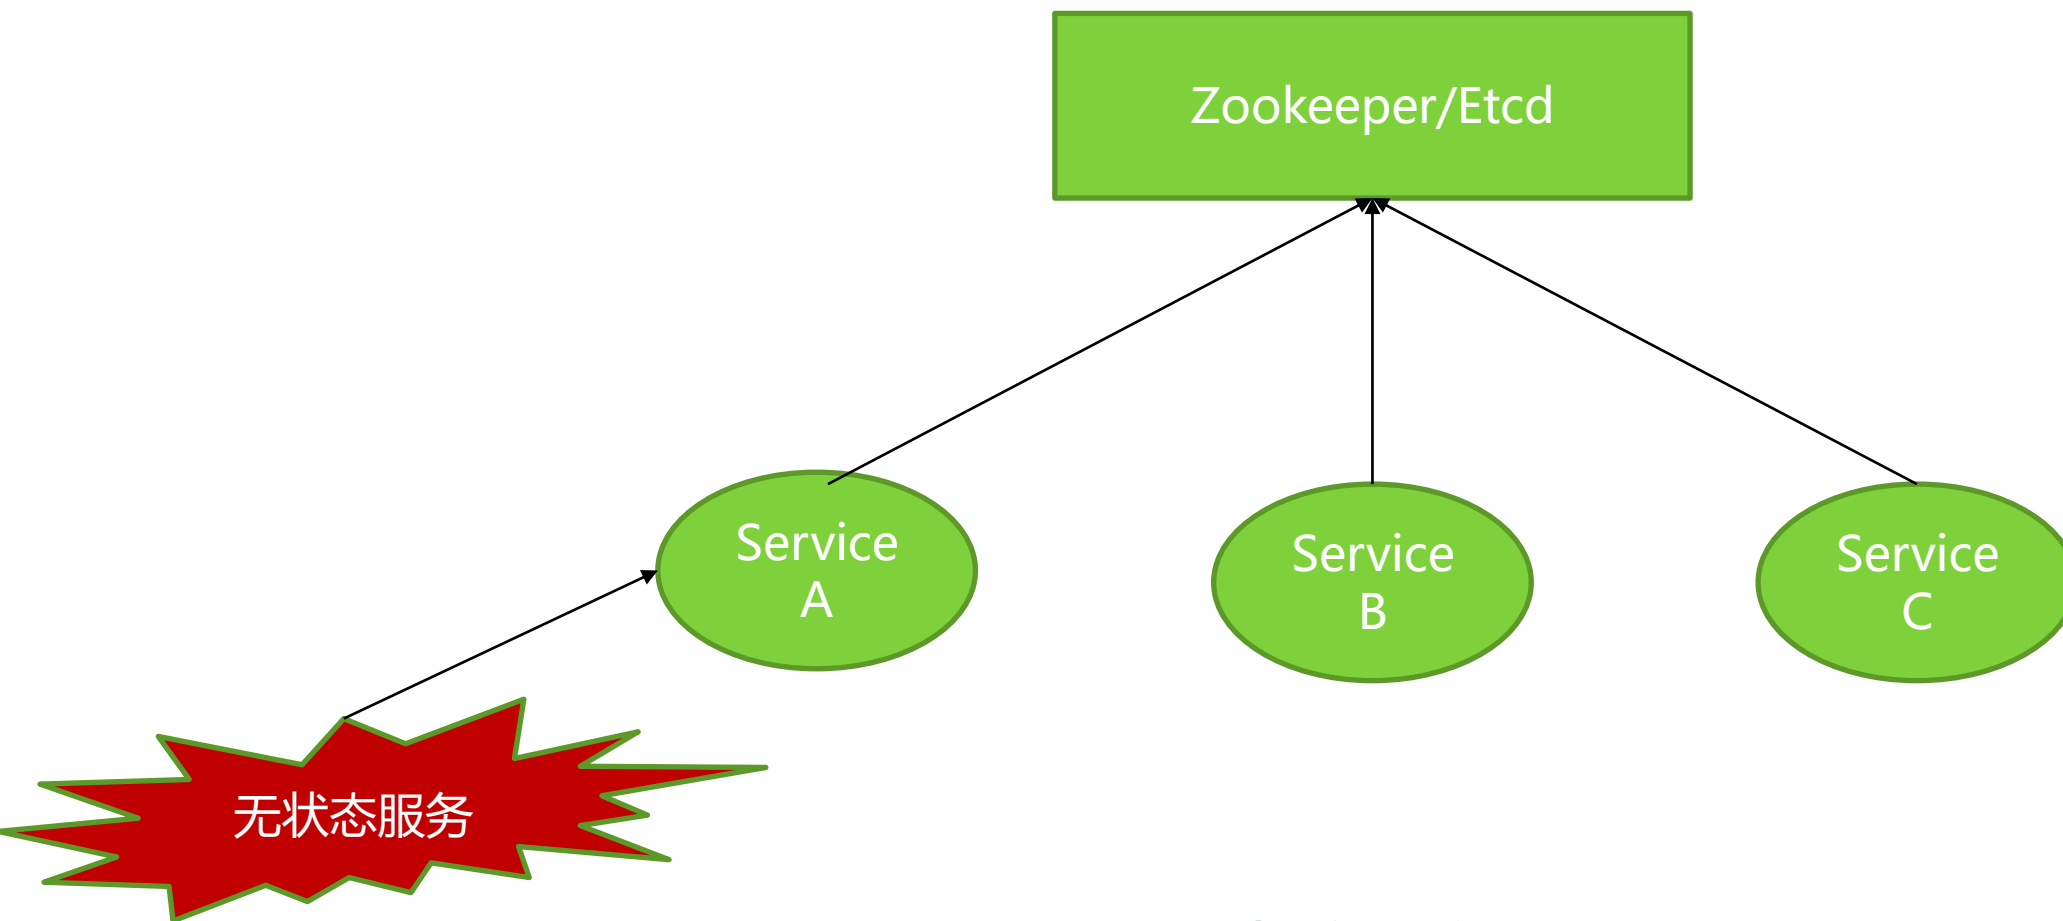 Zookeeper/Etcd
Service
A
Service
B
Service
C
无状态服务